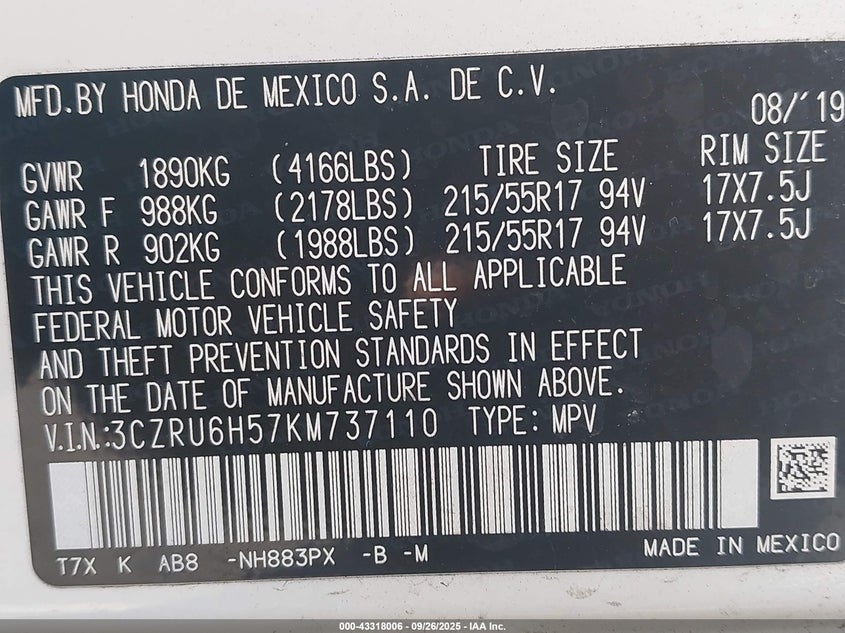 MFD.BY HONDA DE MEXICO S.A. DE C.V.
08/'19
GVWR 1890KG (4166LBS) TIRE SIZE RIM SIZE
GAWR F 988KG (2178LBS) 215/55R17 94V 17X7.5J
GAWR R 902KG (1988LBS) 215/55R17 94V 17X7.5J
THIS VEHICLE CONFORMS TO ALL APPLICABLE
FEDERAL MOTOR VEHICLE SAFETY
AND THEFT PREVENTION STANDARDS IN EFFECT
ON THE DATE OF MANUFACTURE SHOWN ABOVE.
V.I.N.:3CZRU6H57KM737110 TYPE: MPV
T7X K AB8 -NH883PX -B -M MADE IN MEXICO
000-43318006 - 09/26/2025 - IAA Inc.